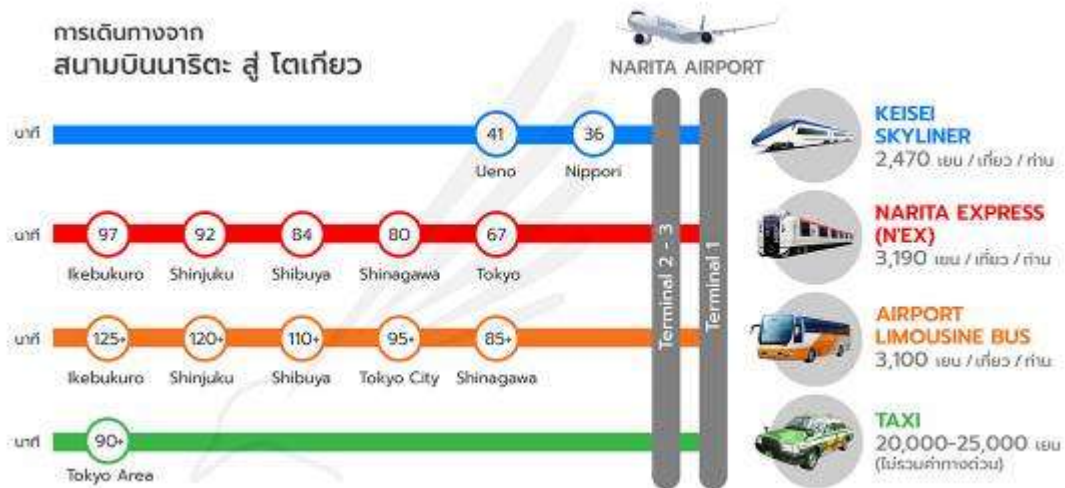 การเดินทางจาก
สนามบินนาริตะ สู่ โตเกียว
NARITA AIRPORT
นาที
41
36
Ueno
Nippori
KEISEI
SKYLINER
2,470 เยน / เที่ยว / ท่าน
นาที
97
92
84
80
67
Ikebukuro
Shinjuku
Shibuya
Shinagawa
Tokyo
NARITA EXPRESS
(N'EX)
3,190 เยน / เที่ยว / ท่าน
นาที
125+
120+
110+
95+
85+
Ikebukuro
Shinjuku
Shibuya
Tokyo City
Shinagawa
AIRPORT
LIMOUSINE BUS
3,100 เยน / เที่ยว / ท่าน
นาที
90+
Tokyo Area
TAXI
20,000-25,000 เยน
(ไม่รวมค่าทางด่วน)
Terminal 2 - 3
Terminal 1